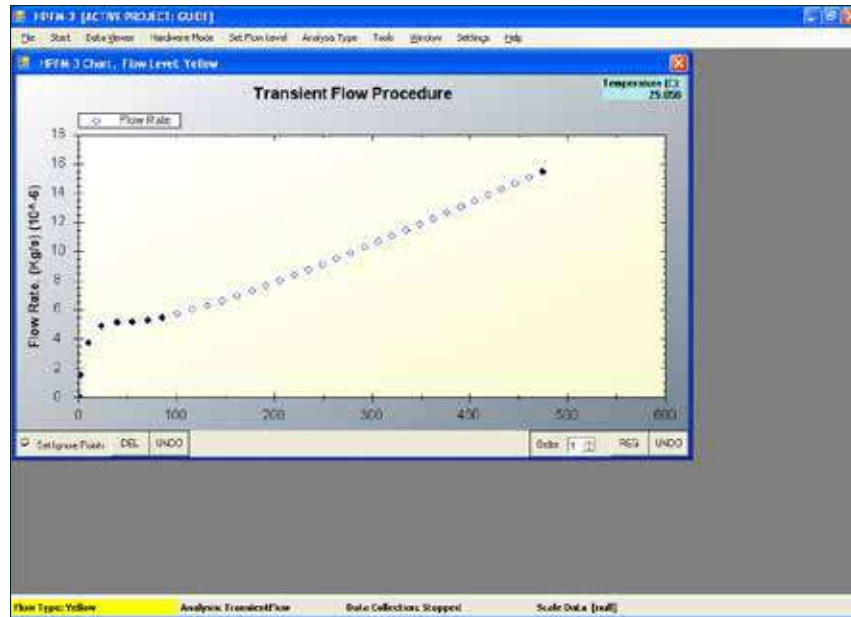 HPFM-3 [ACTIVE PROJECT: GUIDE]
File Start Data Viewer Hardware Mode Set Flow Level Analysis Type Tools Window Settings Help
HPFM-3 Chart, Flow Level: Yellow
Transient Flow Procedure
Temperature (C):
25.056
Flow Rate
18
16
14
12
10
8
6
4
2
0
Flow Rate, (Kg/s) (10^-6)
0 100 200 300 400 500 600
Set Ignore Points DEL UNDO Order 1 REG UNDO
Flow Type: Yellow Analysis: TransientFlow Data Collection: Stopped Scale Data: [null]